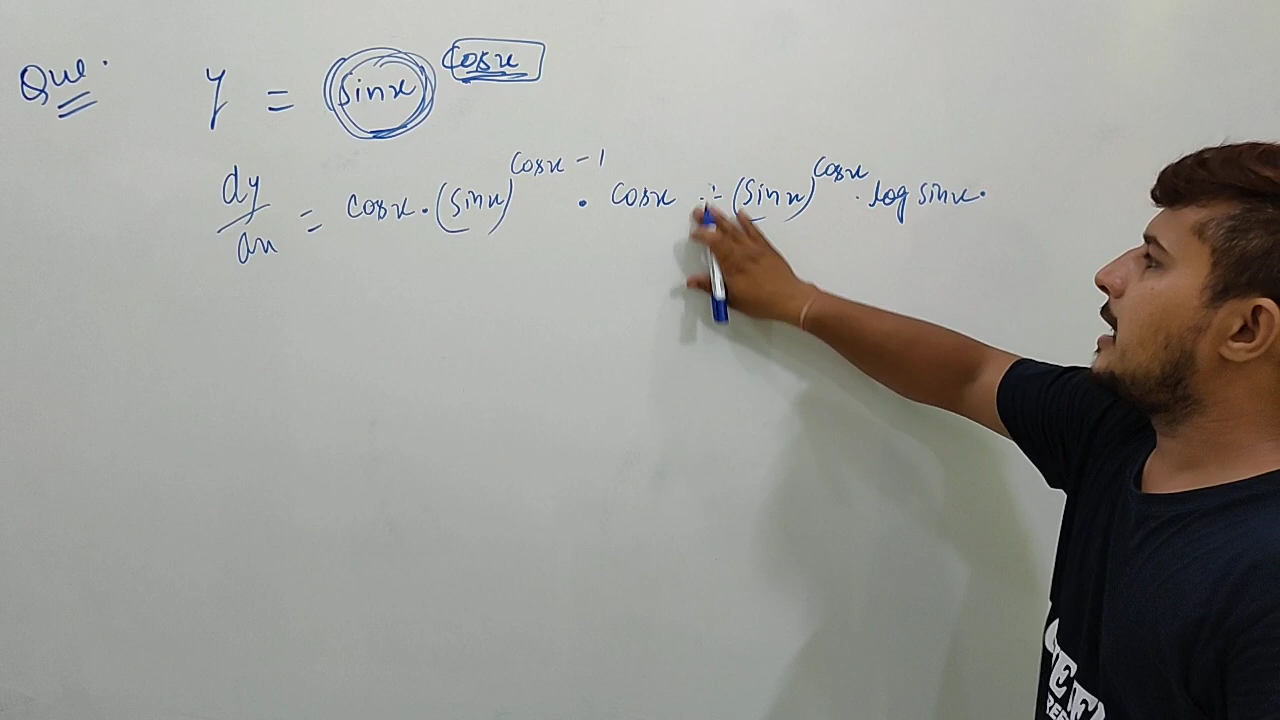 Que. y = (sinx)^cosx
dy/dx = cosx . (sinx)^cosx - 1 . cosx + (sinx)^cosx . log sinx .